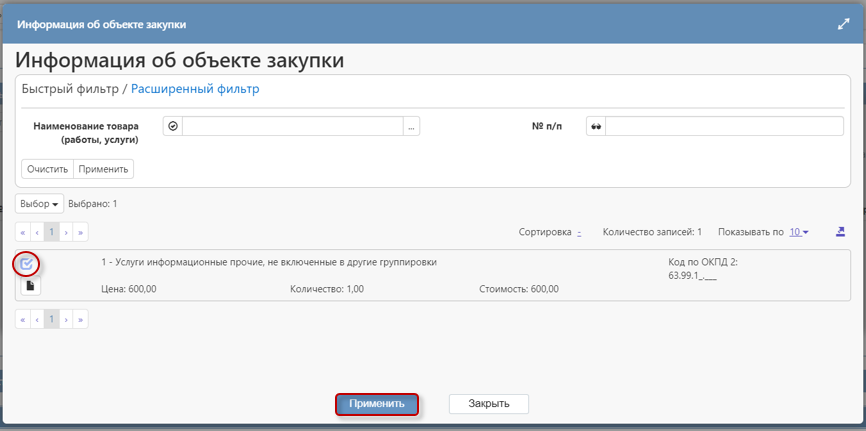 Информация об объекте закупки
Информация об объекте закупки
Быстрый фильтр / Расширенный фильтр
Наименование товара (работы, услуги)
...
№ п/п
Очистить Применить
Выбор Выбрано: 1
« ‹ 1 › »
Сортировка - Количество записей: 1 Показывать по 10
1 - Услуги информационные прочие, не включенные в другие группировки
Код по ОКПД 2:
63.99.1_.___
Цена: 600,00 Количество: 1,00 Стоимость: 600,00
« ‹ 1 › »
Применить Закрыть